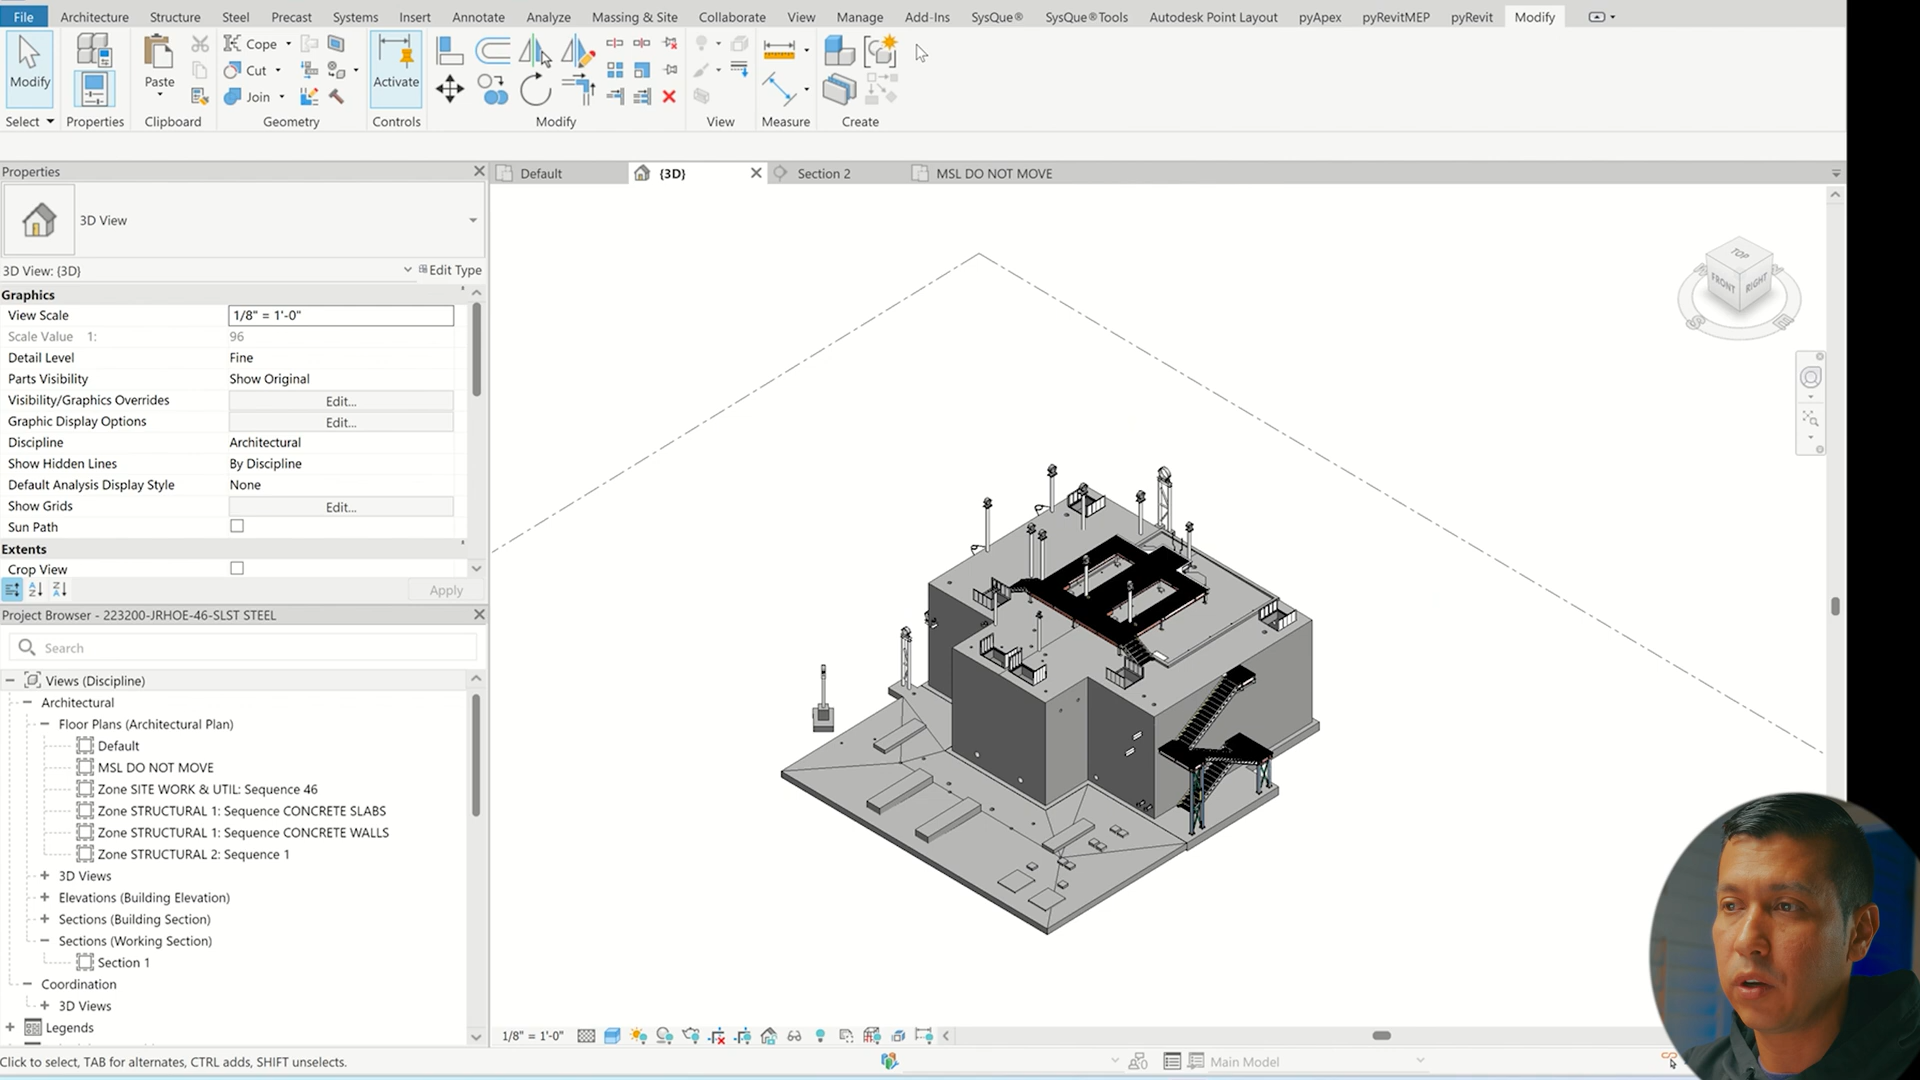 File Architecture Structure Steel Precast Systems Insert Annotate Analyze Massing & Site Collaborate View Manage Add-Ins SysQue® SysQue®Tools Autodesk Point Layout pyApex pyRevitMEP pyRevit Modify
Modify
Paste
Cope
Cut
Join
Activate
Select Properties Clipboard Geometry Controls Modify View Measure Create
Properties
Default {3D} Section 2 MSL DO NOT MOVE
3D View
3D View: {3D} Edit Type
Graphics
View Scale 1/8" = 1'-0"
Scale Value 1: 96
Detail Level Fine
Parts Visibility Show Original
Visibility/Graphics Overrides Edit...
Graphic Display Options Edit...
Discipline Architectural
Show Hidden Lines By Discipline
Default Analysis Display Style None
Show Grids Edit...
Sun Path
Extents
Crop View
Apply
TOP
FRONT RIGHT
S E
Project Browser - 223200-JRHOE-46-SLST STEEL
Search
Views (Discipline)
Architectural
Floor Plans (Architectural Plan)
Default
MSL DO NOT MOVE
Zone SITE WORK & UTIL: Sequence 46
Zone STRUCTURAL 1: Sequence CONCRETE SLABS
Zone STRUCTURAL 1: Sequence CONCRETE WALLS
Zone STRUCTURAL 2: Sequence 1
3D Views
Elevations (Building Elevation)
Sections (Building Section)
Sections (Working Section)
Section 1
Coordination
3D Views
Legends
1/8" = 1'-0"
Click to select, TAB for alternates, CTRL adds, SHIFT unselects.
Main Model